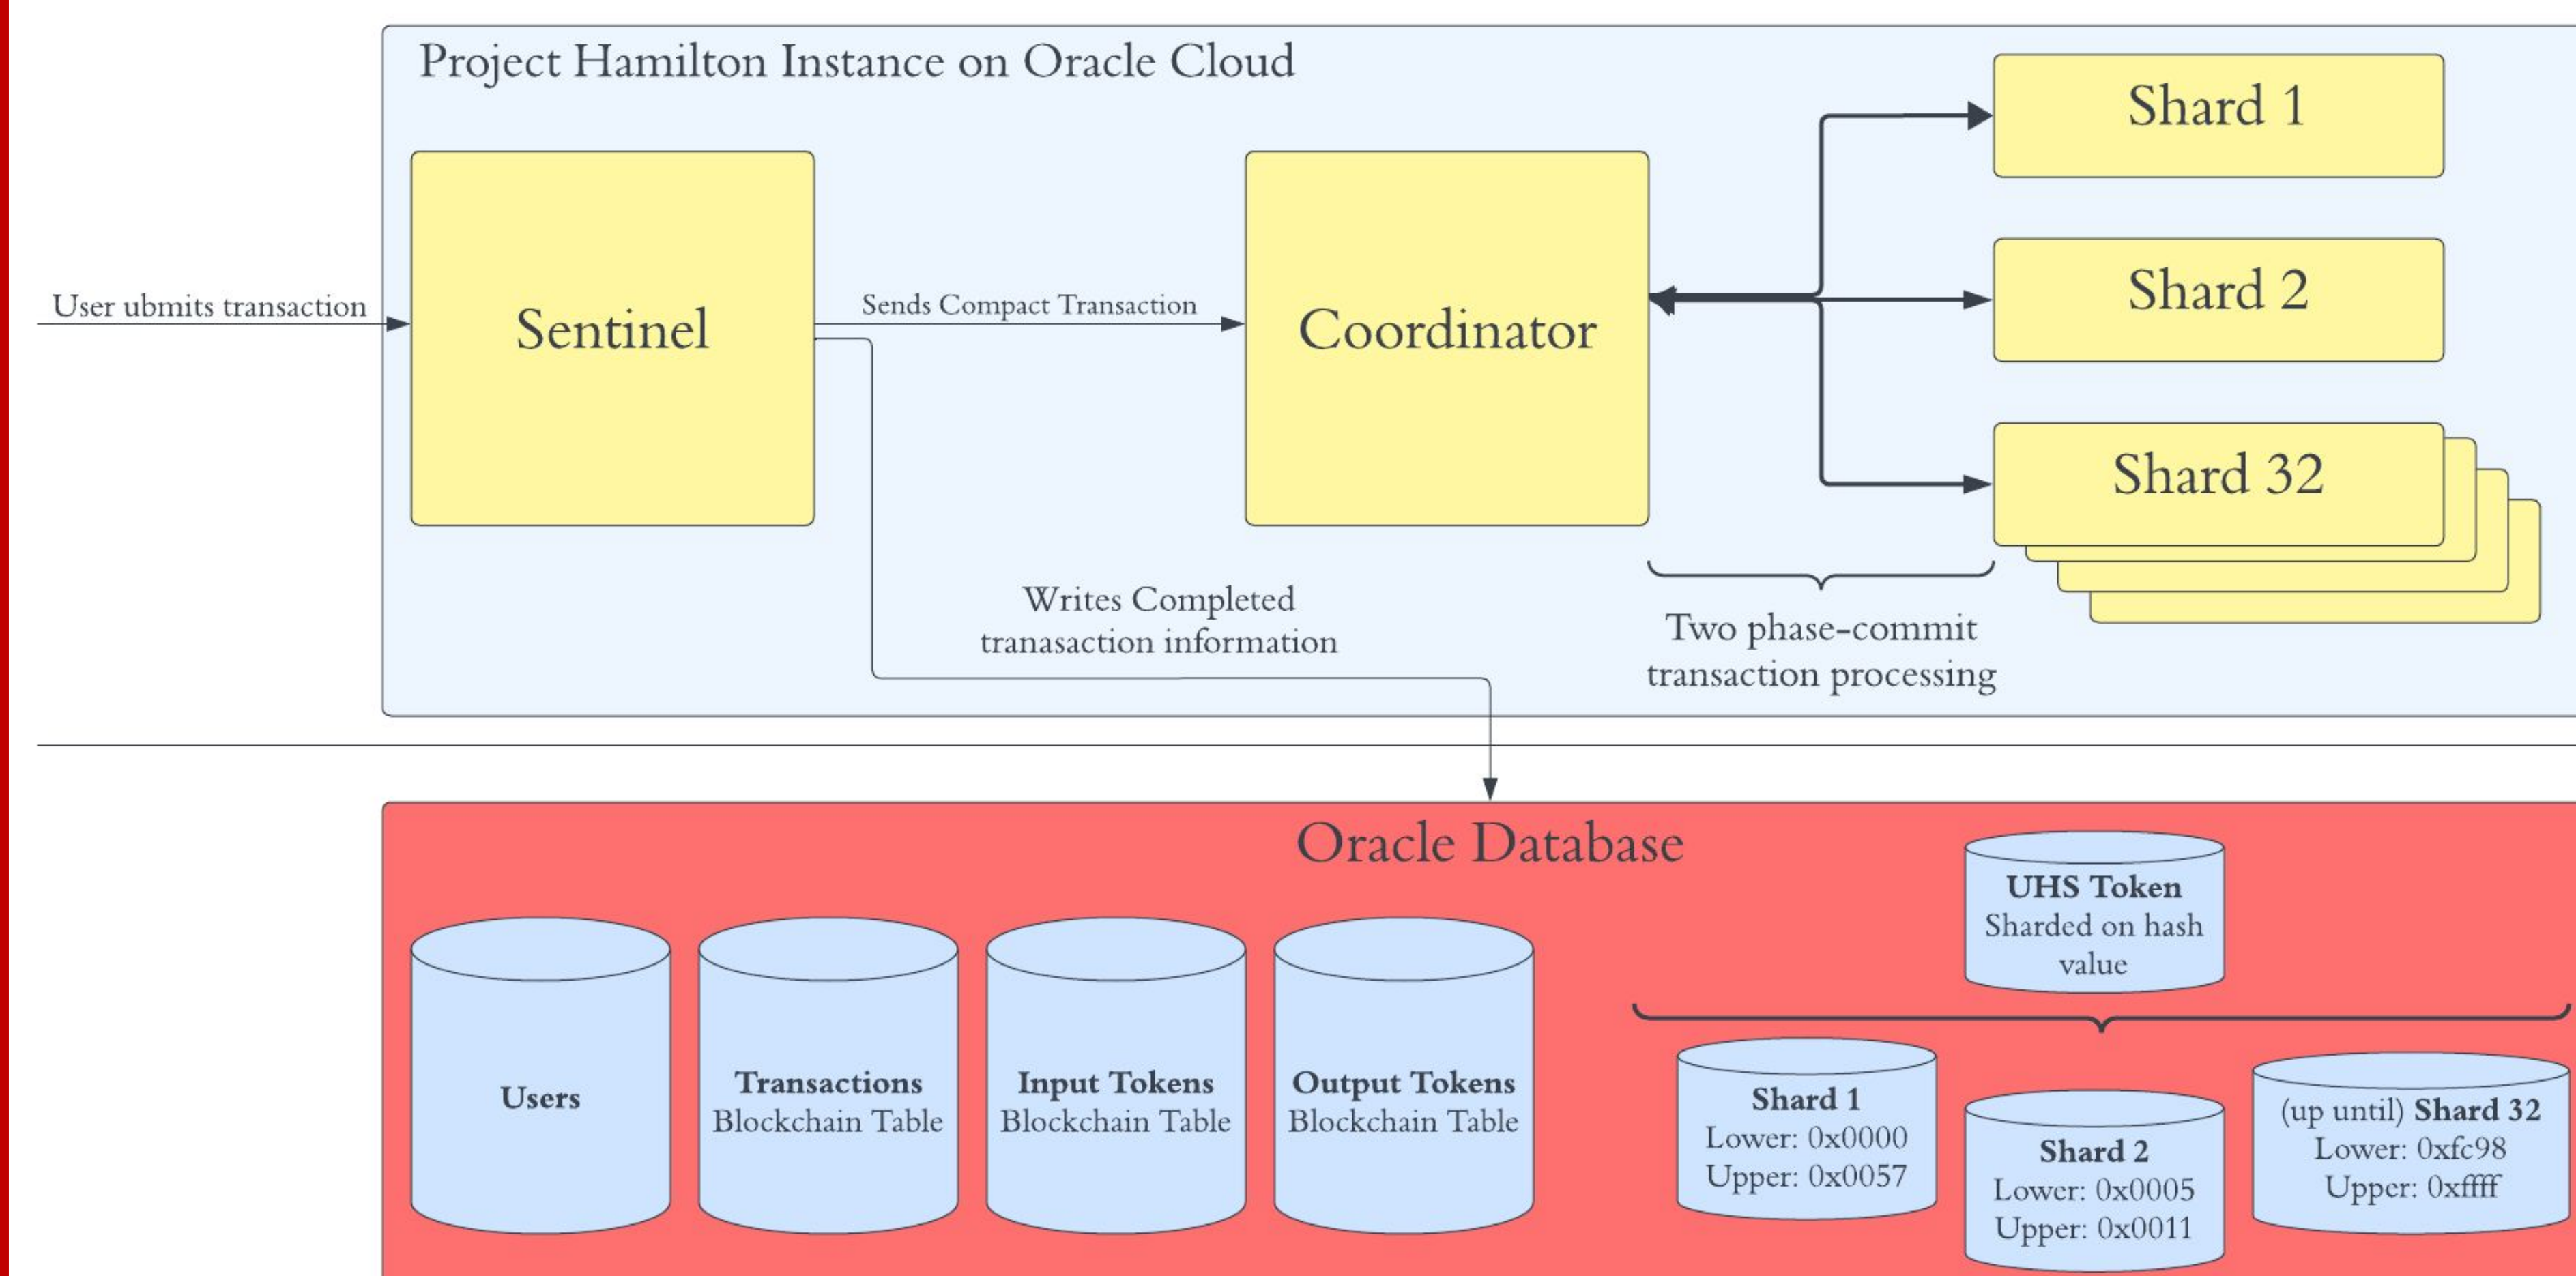 Project Hamilton Instance on Oracle Cloud
Shard 1
Shard 2
Shard 32
User ubmits transaction
Sentinel
Sends Compact Transaction
Coordinator
Writes Completed
tranasaction information
Two phase-commit
transaction processing
Oracle Database
UHS Token
Sharded on hash
value
Users
Transactions
Blockchain Table
Input Tokens
Blockchain Table
Output Tokens
Blockchain Table
Shard 1
Lower: 0x0000
Upper: 0x0057
Shard 2
Lower: 0x0005
Upper: 0x0011
(up until) Shard 32
Lower: 0xfc98
Upper: 0xffff